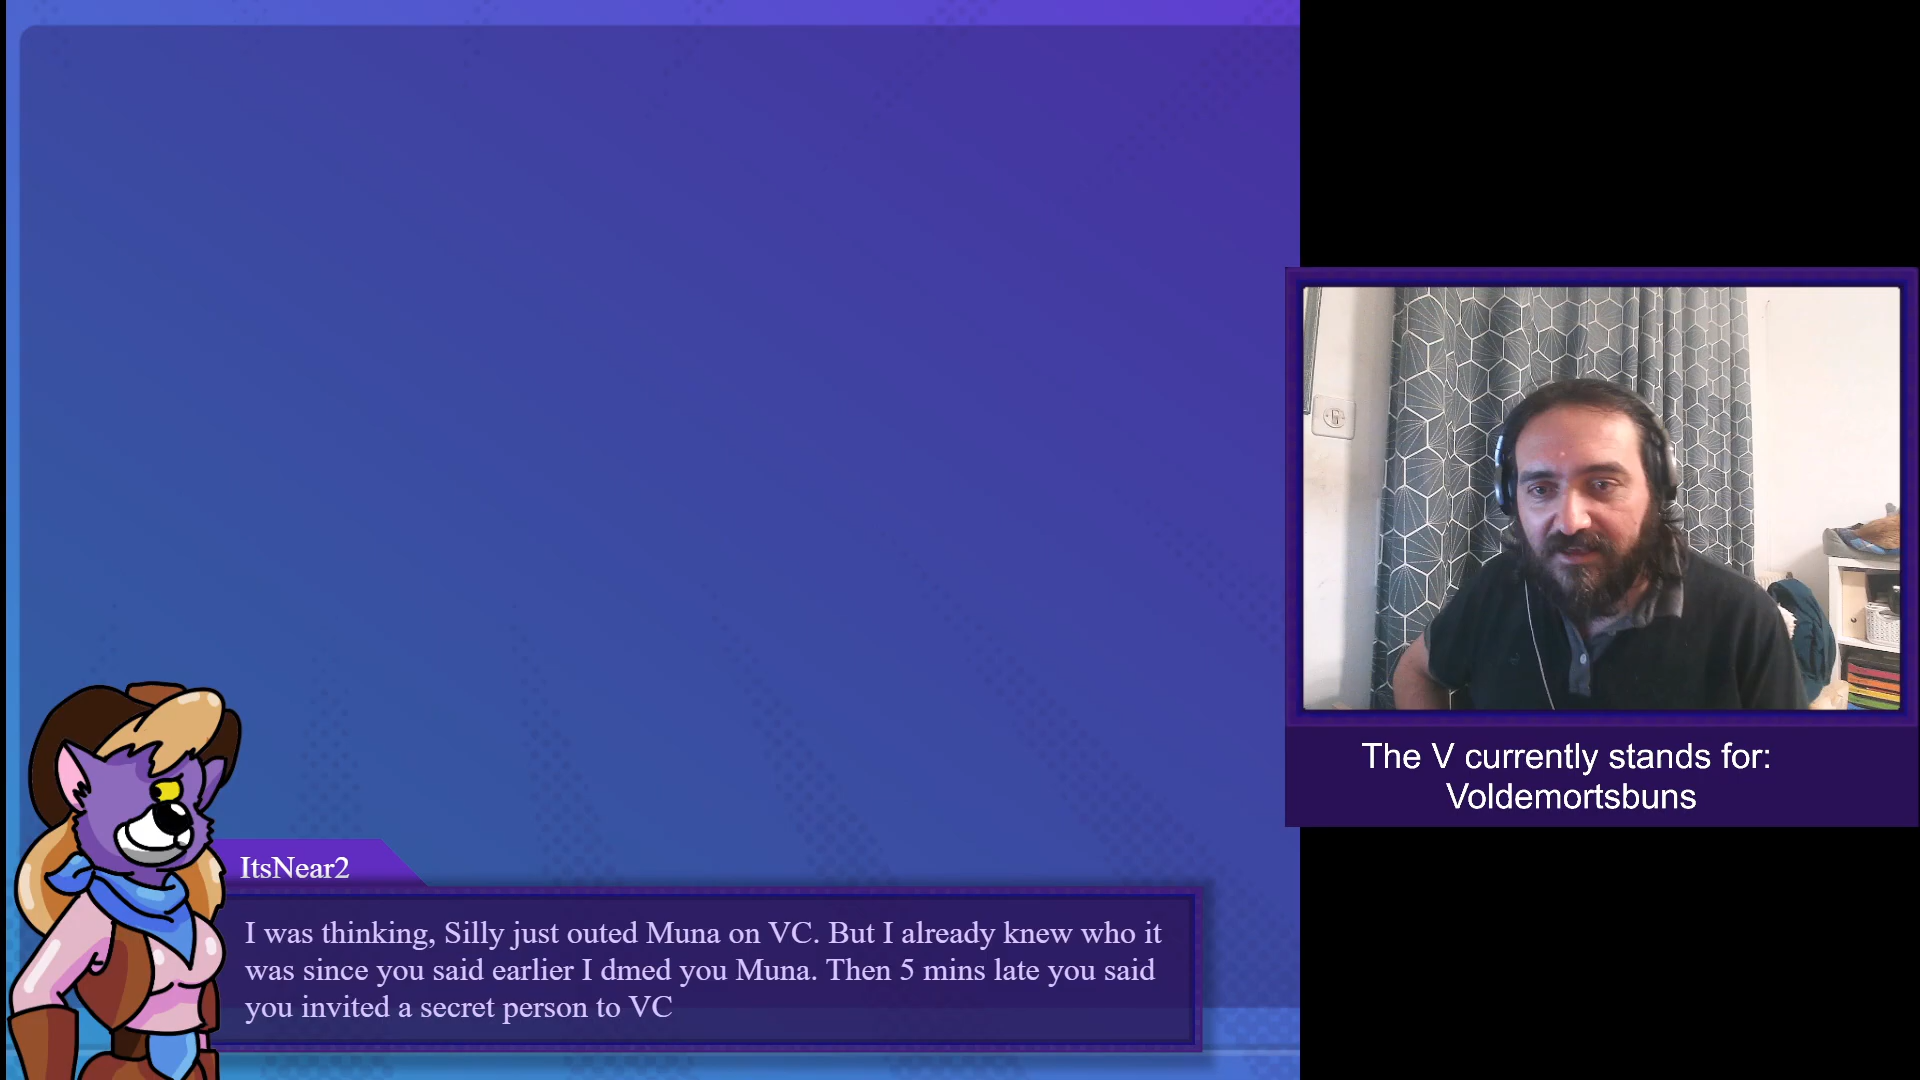 The V currently stands for:
Voldemortsbuns
ItsNear2
I was thinking, Silly just outed Muna on VC. But I already knew who it
was since you said earlier I dmed you Muna. Then 5 mins late you said
you invited a secret person to VC